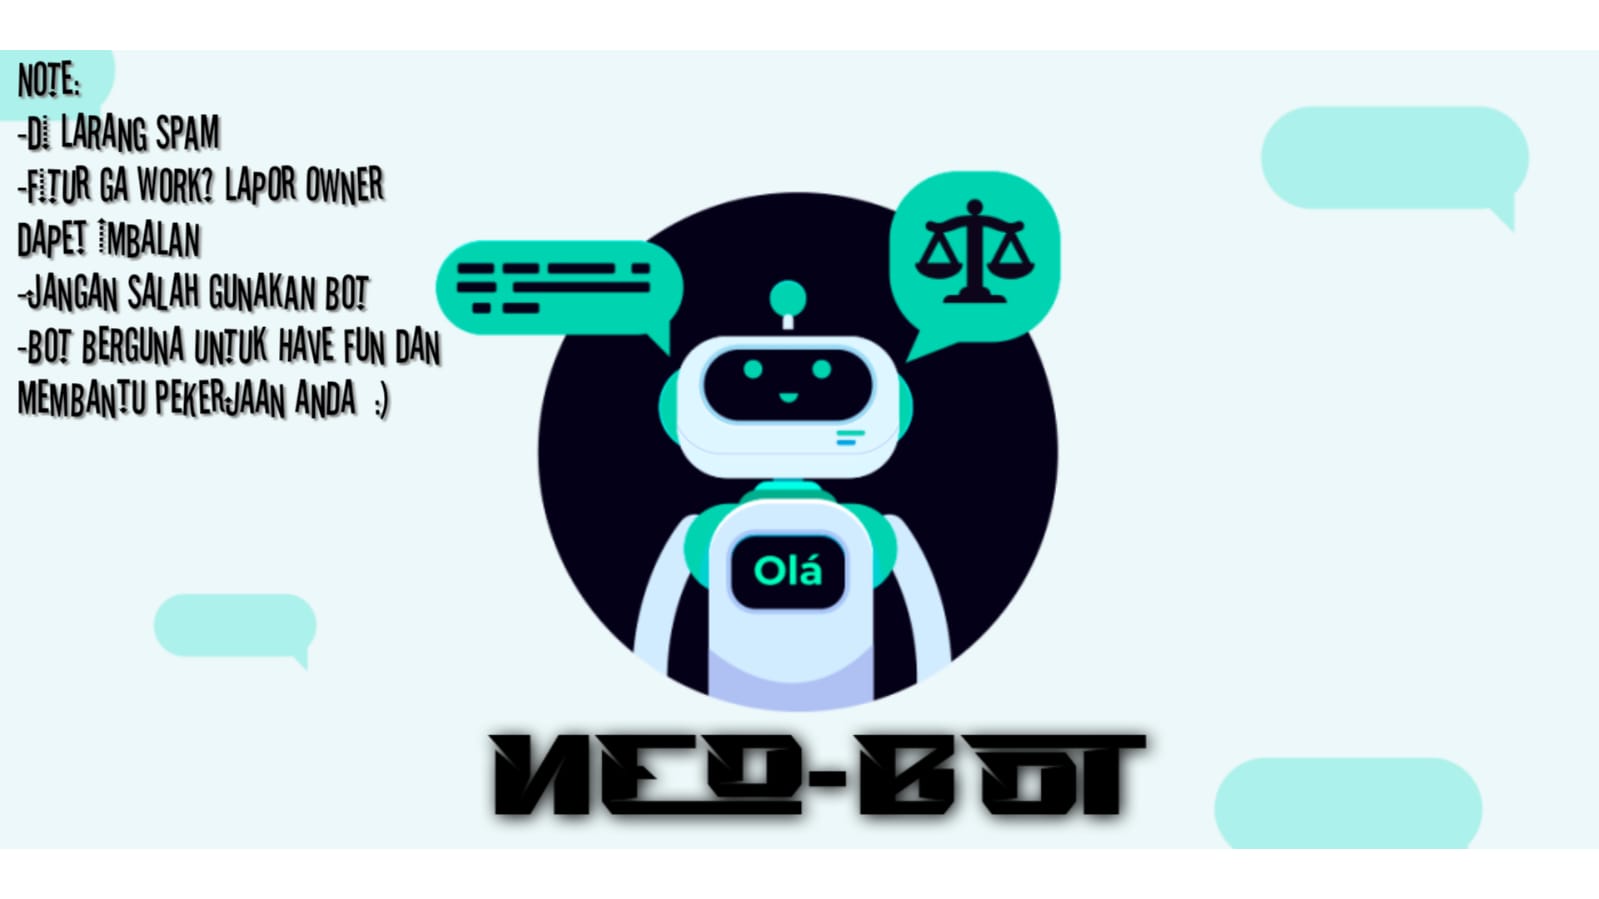 NOTE:
-DI LARANG SPAM
-FITUR GA WORK? LAPOR OWNER
DAPET IMBALAN
-JANGAN SALAH GUNAKAN BOT
-BOT BERGUNA UNTUK HAVE FUN DAN
MEMBANTU PEKERJAAN ANDA :)
Olá
NEO-BOT